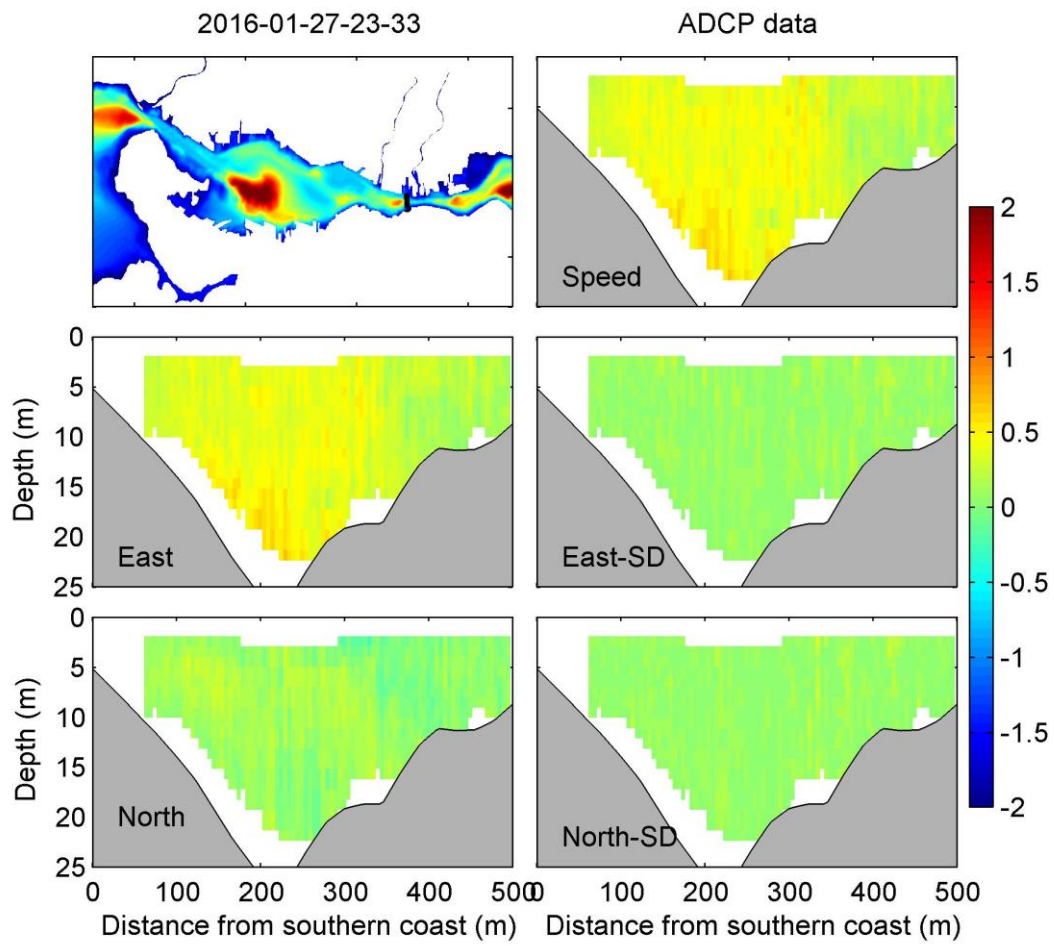 2016-01-27-23-33
ADCP data
Speed
2
1.5
1
0.5
0
-0.5
-1
-1.5
-2
0
5
10
15
20
25
Depth (m)
East
East-SD
0
5
10
15
20
25
Depth (m)
North
North-SD
0 100 200 300 400 500
0 100 200 300 400 500
Distance from southern coast (m)
Distance from southern coast (m)